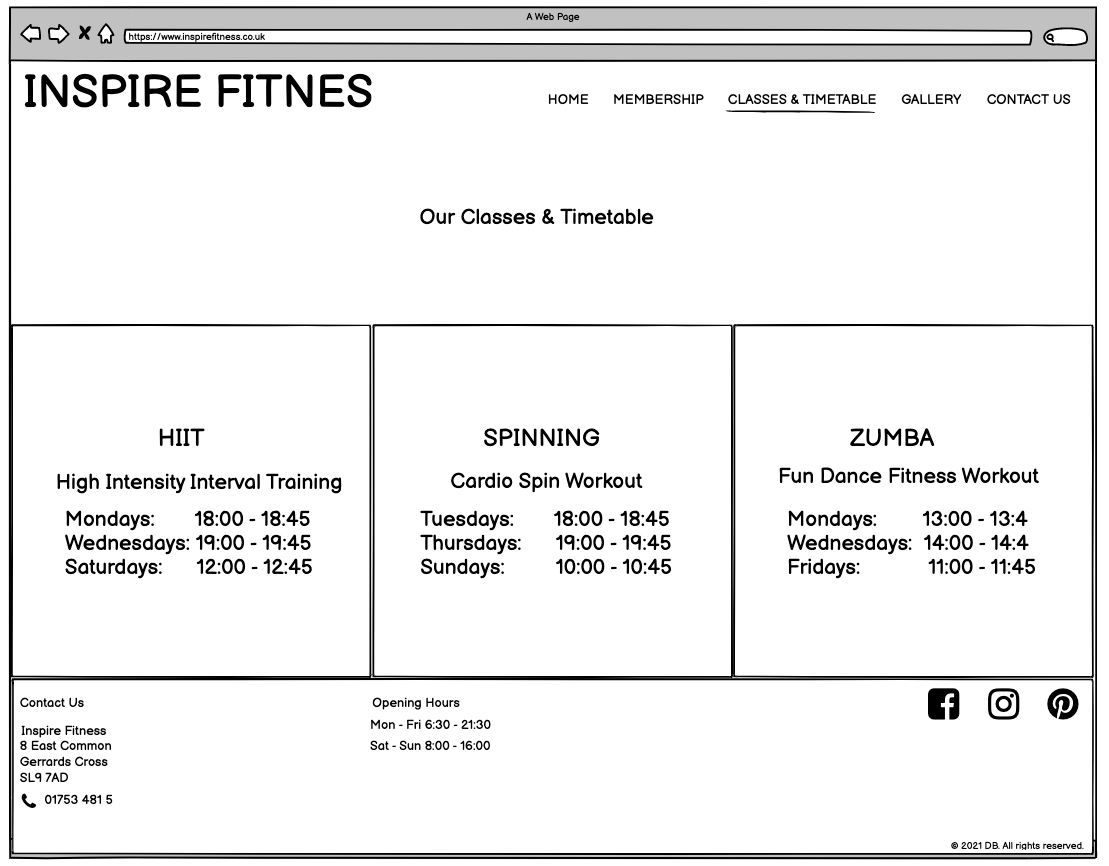 A Web Page
https://www.inspirefitness.co.uk
INSPIRE FITNES
HOME MEMBERSHIP CLASSES & TIMETABLE GALLERY CONTACT US
Our Classes & Timetable
HIIT
High Intensity Interval Training
Mondays: 18:00 - 18:45
Wednesdays: 19:00 - 19:45
Saturdays: 12:00 - 12:45
SPINNING
Cardio Spin Workout
Tuesdays: 18:00 - 18:45
Thursdays: 19:00 - 19:45
Sundays: 10:00 - 10:45
ZUMBA
Fun Dance Fitness Workout
Mondays: 13:00 - 13:4
Wednesdays: 14:00 - 14:4
Fridays: 11:00 - 11:45
Contact Us
Inspire Fitness
8 East Common
Gerrards Cross
SL9 7AD
01753 481 5
Opening Hours
Mon - Fri 6:30 - 21:30
Sat - Sun 8:00 - 16:00
© 2021 DB. All rights reserved.